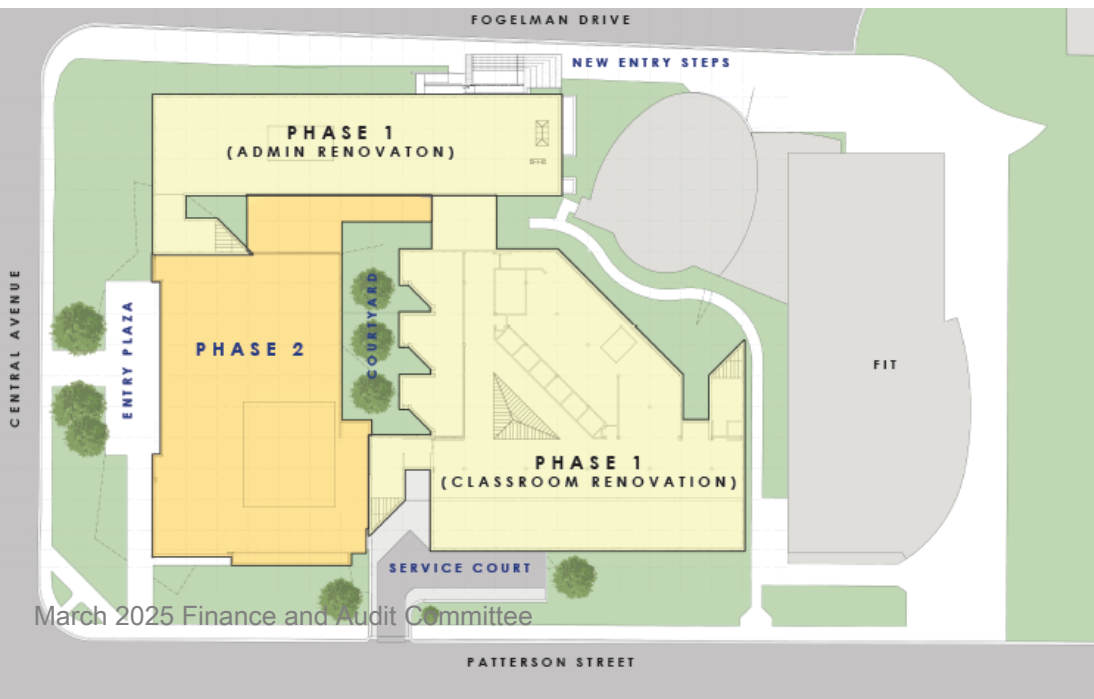 FOGELMAN DRIVE
NEW ENTRY STEPS
PHASE 1
(ADMIN RENOVATON)
CENTRAL AVENUE
ENTRY PLAZA
PHASE 2
COURTYARD
FIT
PHASE 1
(CLASSROOM RENOVATION)
SERVICE COURT
March 2025 Finance and Audit Committee
PATTERSON STREET